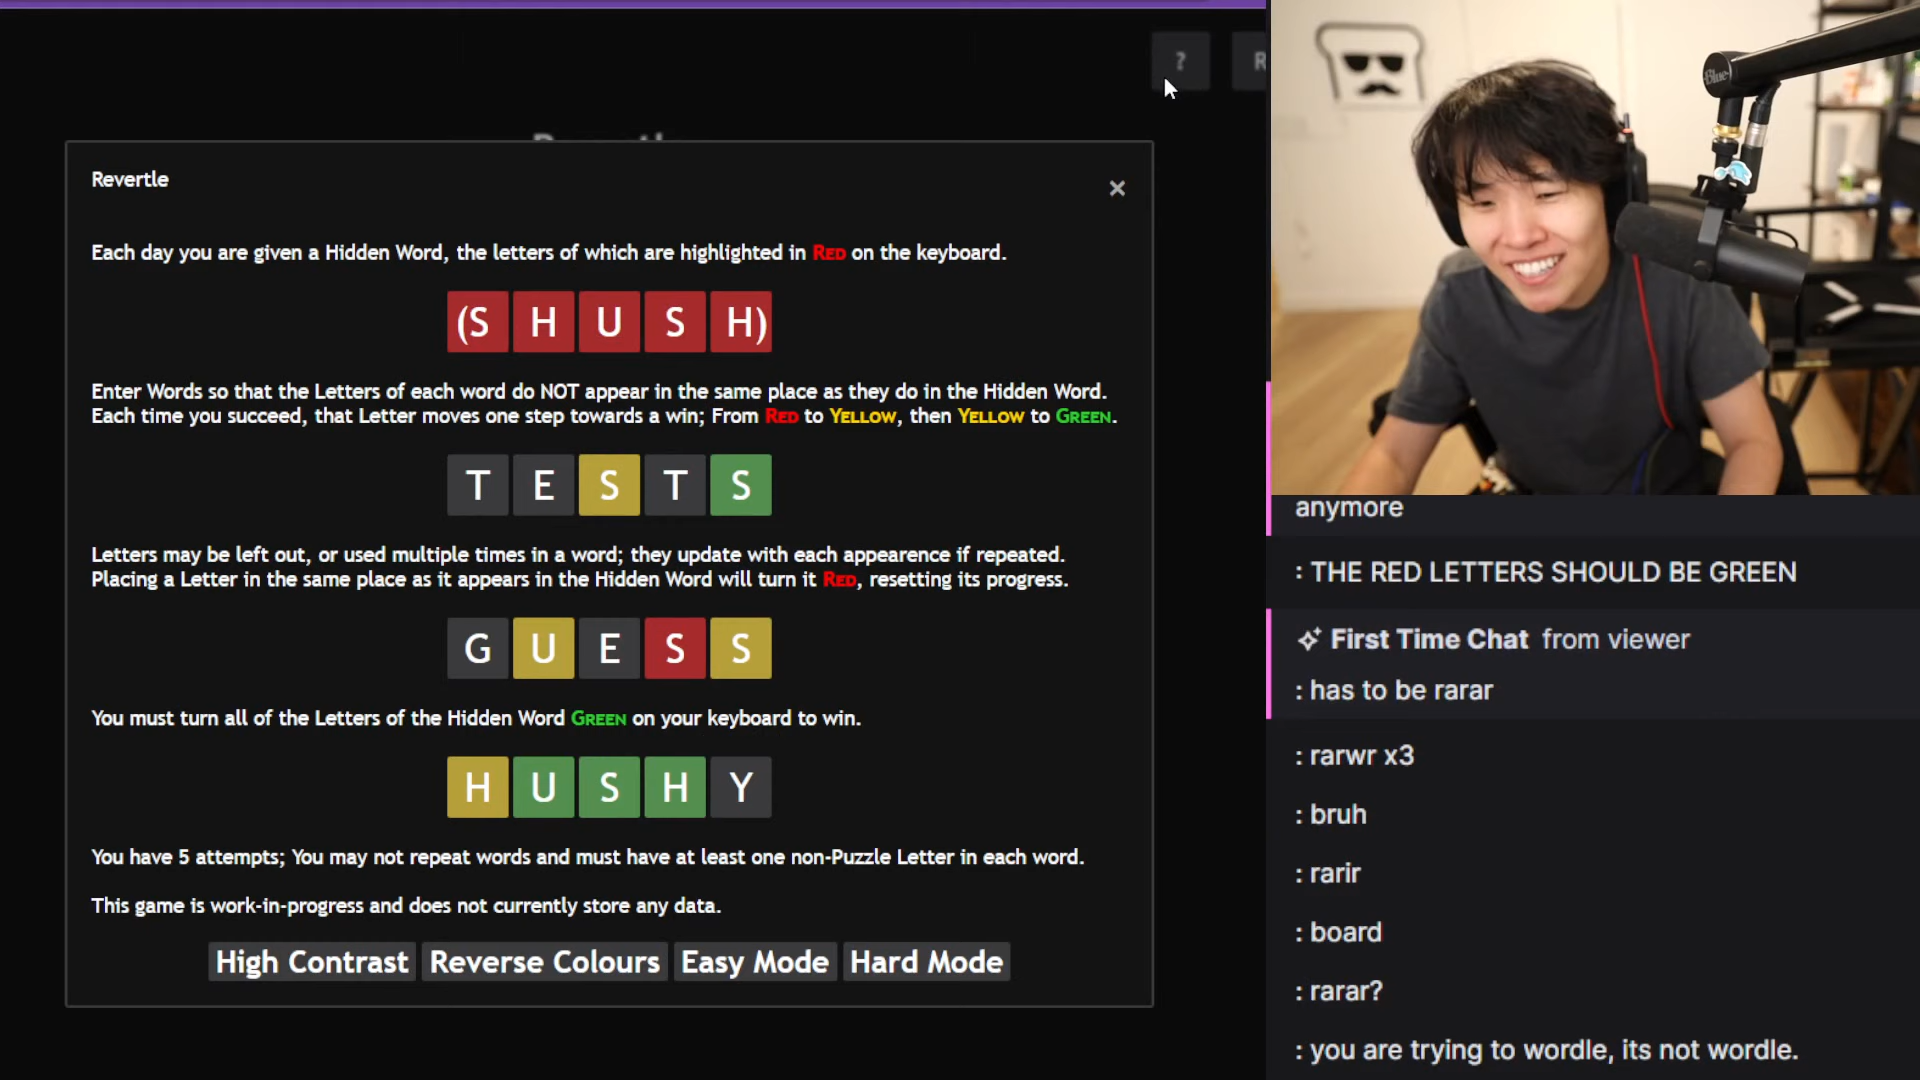 ?
R
Revertle
Each day you are given a Hidden Word, the letters of which are highlighted in RED on the keyboard.
(S H U S H)
Enter Words so that the Letters of each word do NOT appear in the same place as they do in the Hidden Word.
Each time you succeed, that Letter moves one step towards a win; From RED to YELLOW, then YELLOW to GREEN.
T E S T S
Letters may be left out, or used multiple times in a word; they update with each appearence if repeated.
Placing a Letter in the same place as it appears in the Hidden Word will turn it RED, resetting its progress.
G U E S S
You must turn all of the Letters of the Hidden Word GREEN on your keyboard to win.
H U S H Y
You have 5 attempts; You may not repeat words and must have at least one non-Puzzle Letter in each word.
This game is work-in-progress and does not currently store any data.
High Contrast Reverse Colours Easy Mode Hard Mode
Blue
anymore
: THE RED LETTERS SHOULD BE GREEN
First Time Chat from viewer
: has to be rarar
: rarwr x3
: bruh
: rarir
: board
: rarar?
: you are trying to wordle, its not wordle.